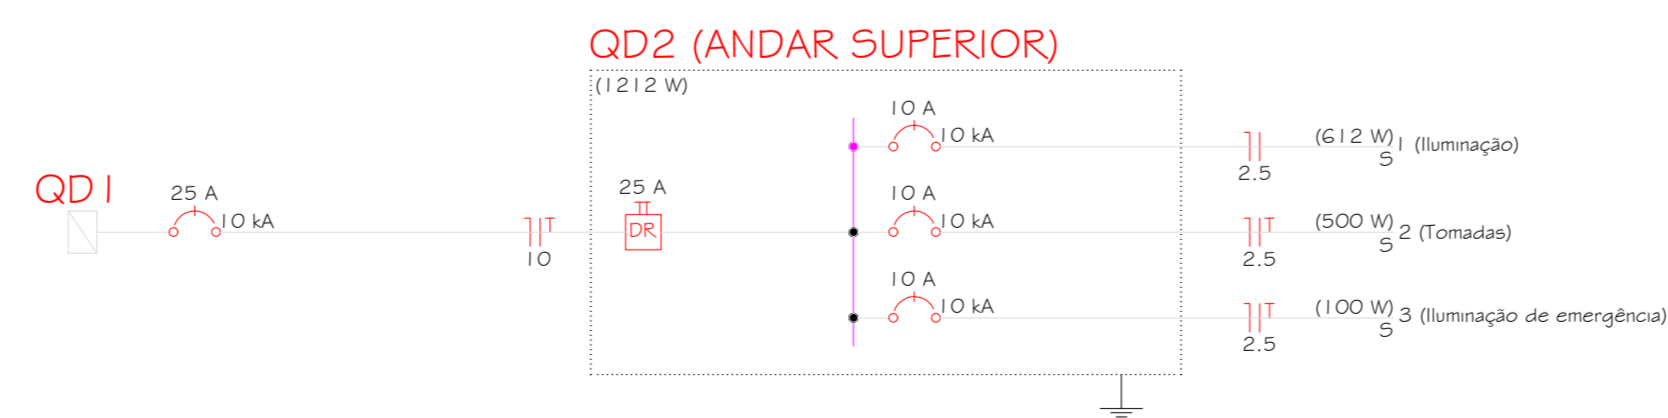 QD2 (ANDAR SUPERIOR)
(1212 W)
QD1
25 A
10 kA
10
25 A
DR
10 A
10 kA
2.5
(612 W)
S
1 (Iluminação)
10 A
10 kA
2.5
(500 W)
S
2 (Tomadas)
10 A
10 kA
2.5
(100 W)
S
3 (Iluminação de emergência)